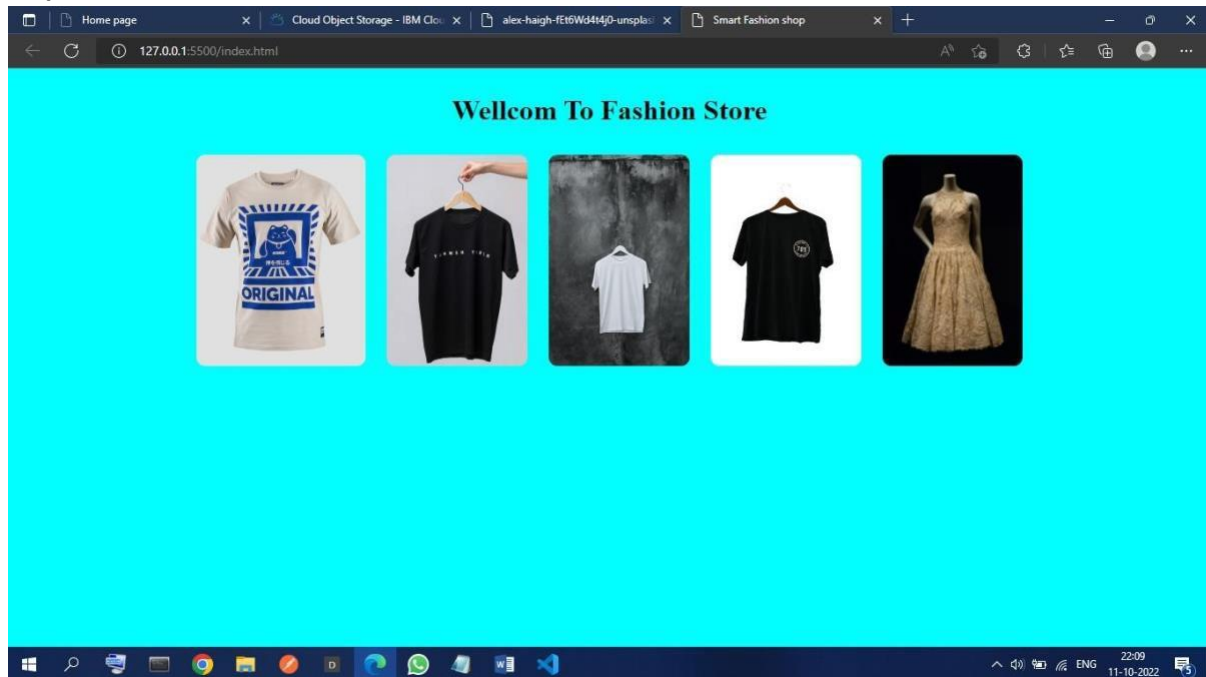 Home page
Cloud Object Storage - IBM Clou
alex-haigh-fEt6Wd4t4j0-unsplas
Smart Fashion shop
127.0.0.1:5500/index.html
Wellcom To Fashion Store
ORIGINAL
ENG
22:09
11-10-2022
5